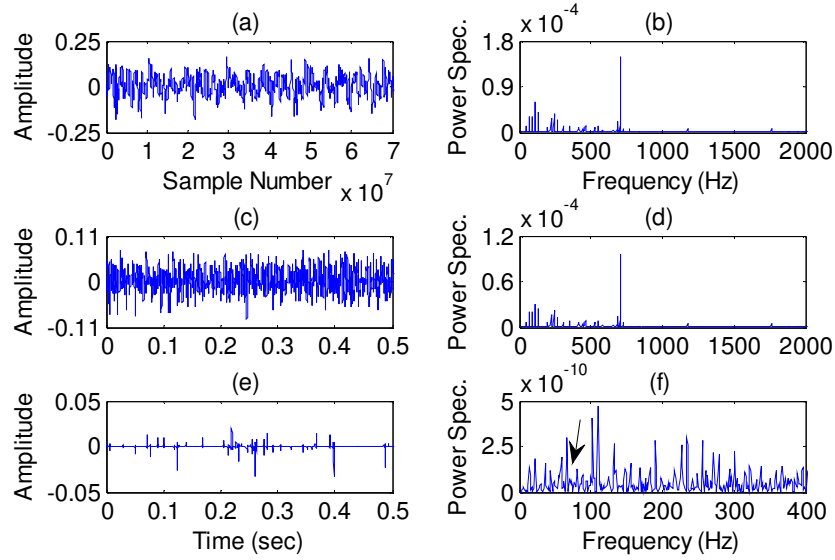 (a)
Amplitude
0.25
0
-0.25
0 1 2 3 4 5 6 7
Sample Number x 10^7
(b)
x 10^-4
Power Spec.
1.8
0.9
0
0 500 1000 1500 2000
Frequency (Hz)
(c)
Amplitude
0.11
0
-0.11
0 0.1 0.2 0.3 0.4 0.5
(d)
x 10^-4
Power Spec.
1.2
0.6
0
0 500 1000 1500 2000
(e)
Amplitude
0.05
0
-0.05
0 0.1 0.2 0.3 0.4 0.5
Time (sec)
(f)
x 10^-10
Power Spec.
5
2.5
0
0 100 200 300 400
Frequency (Hz)